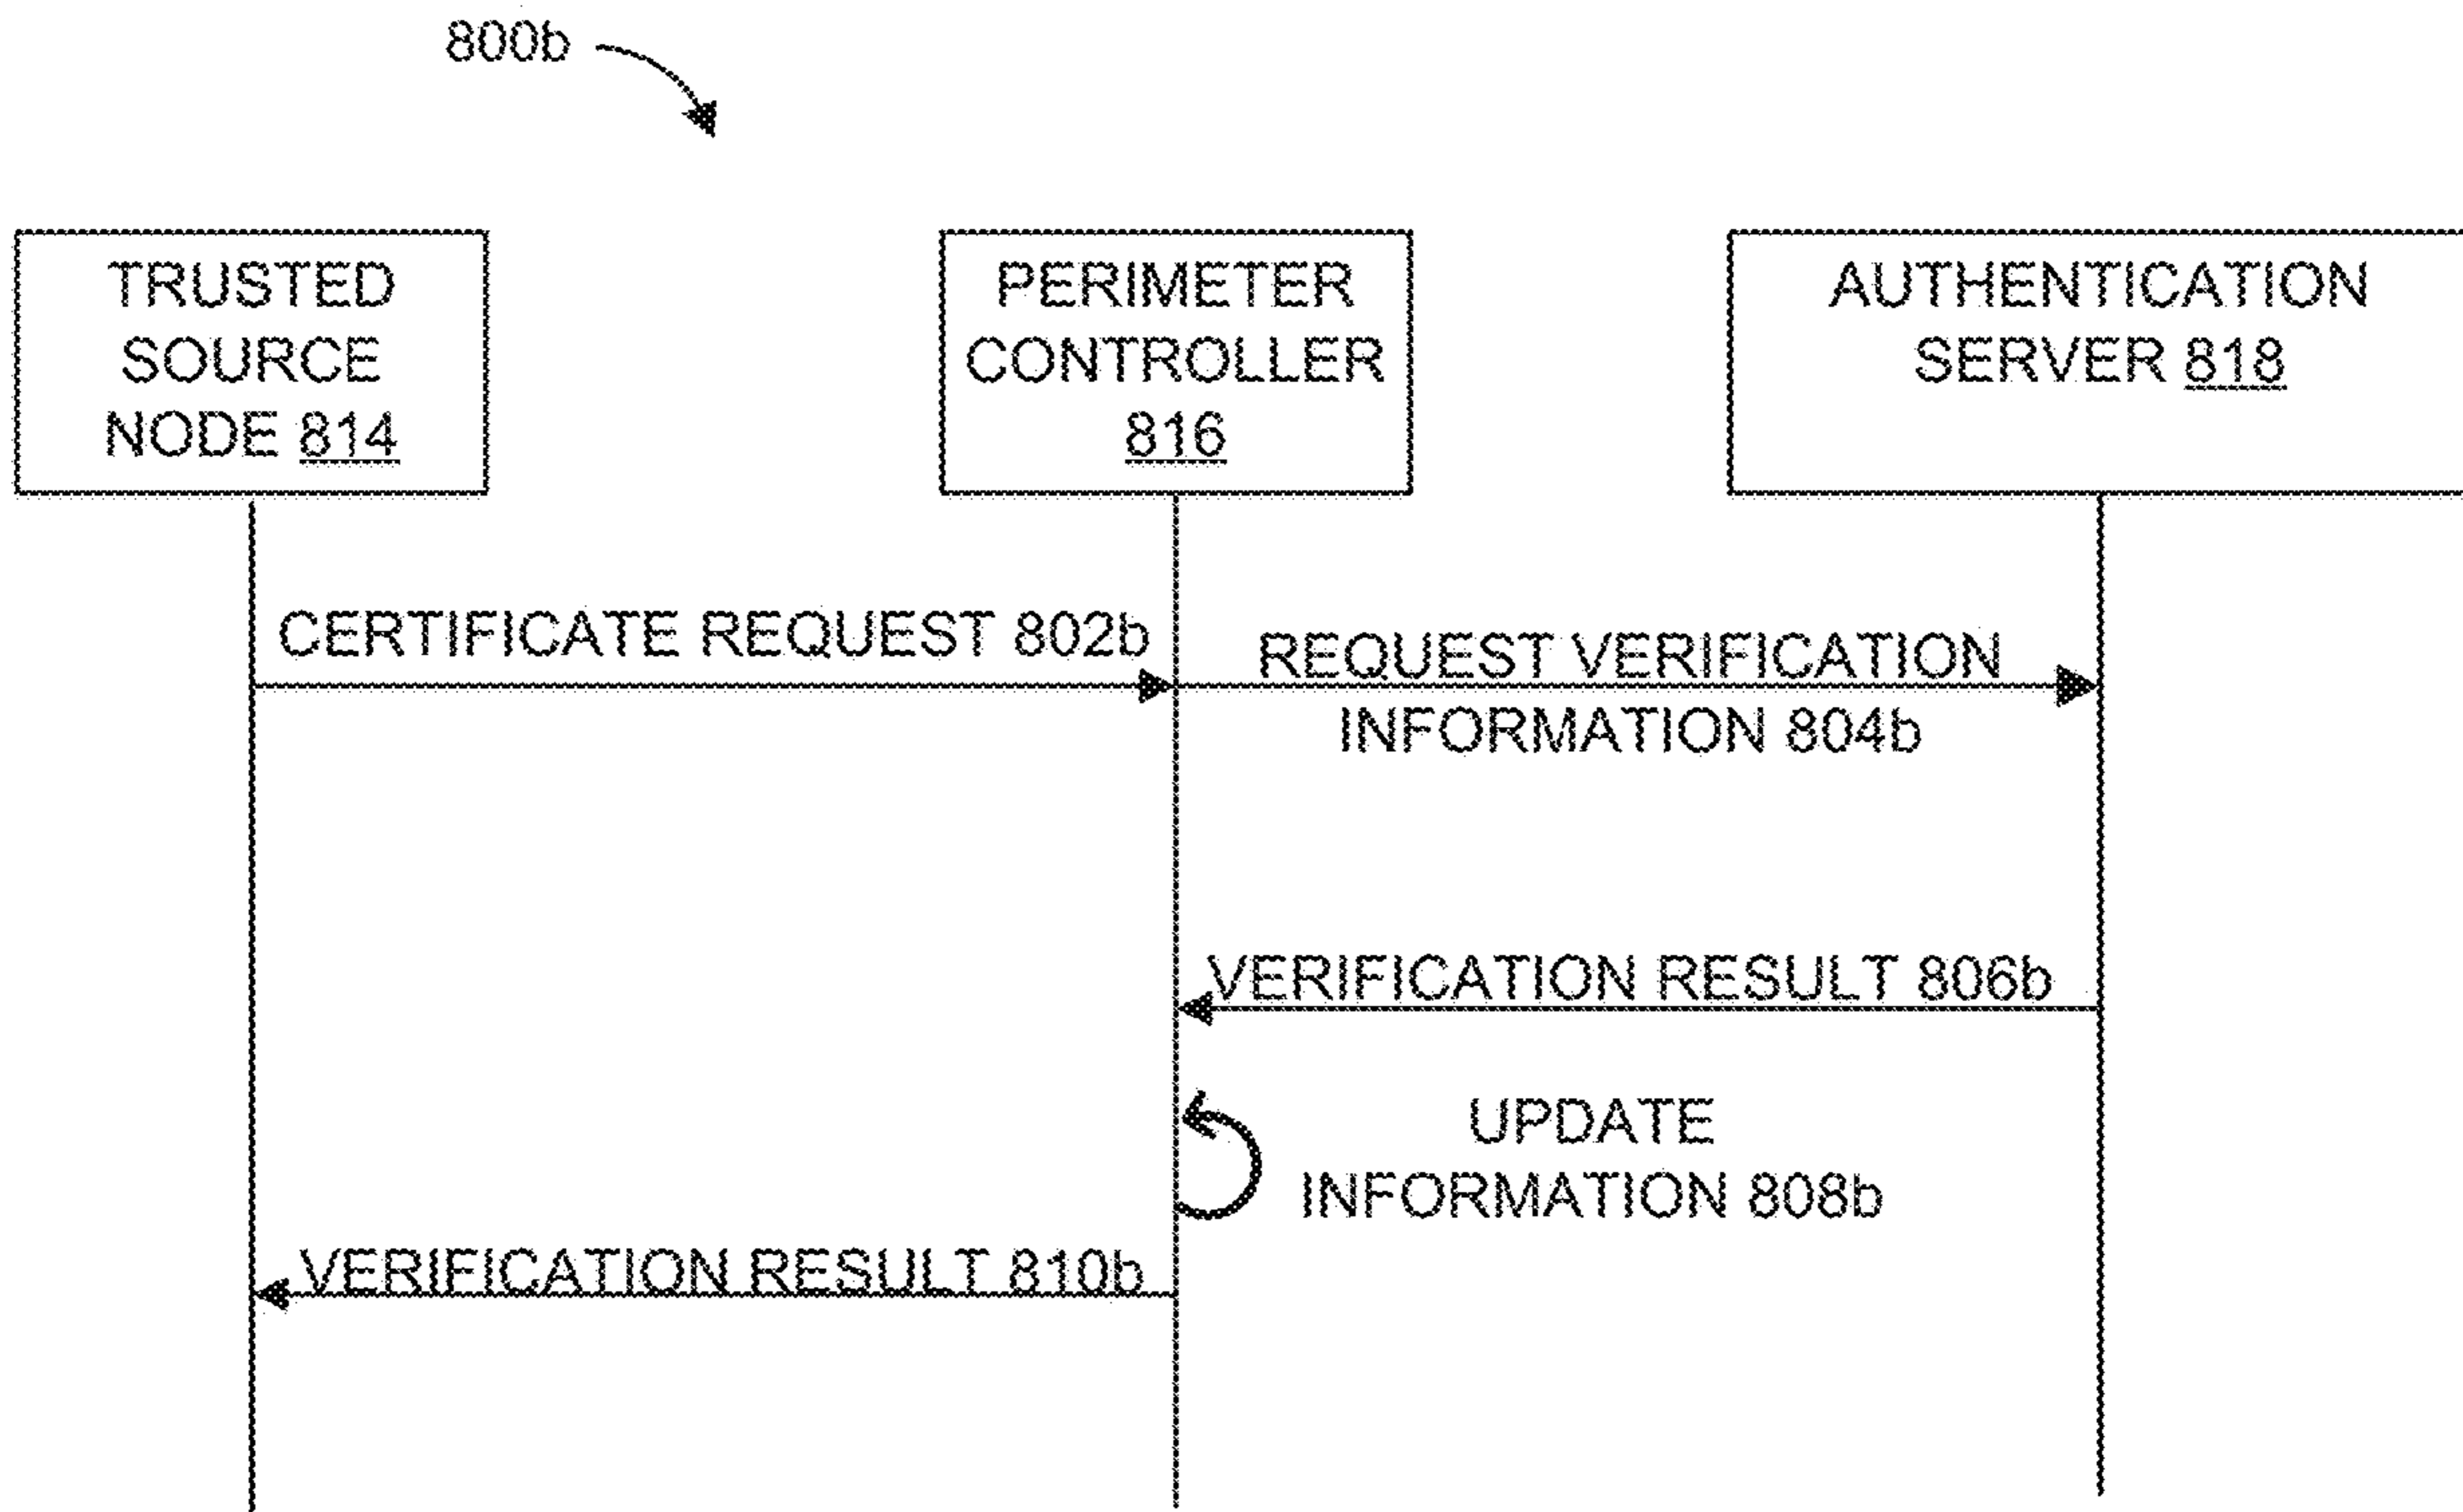 800b
TRUSTED
SOURCE
NODE 814
PERIMETER
CONTROLLER
816
AUTHENTICATION
SERVER 818
CERTIFICATE REQUEST 802b
REQUEST VERIFICATION
INFORMATION 804b
VERIFICATION RESULT 806b
UPDATE
INFORMATION 808b
VERIFICATION RESULT 810b